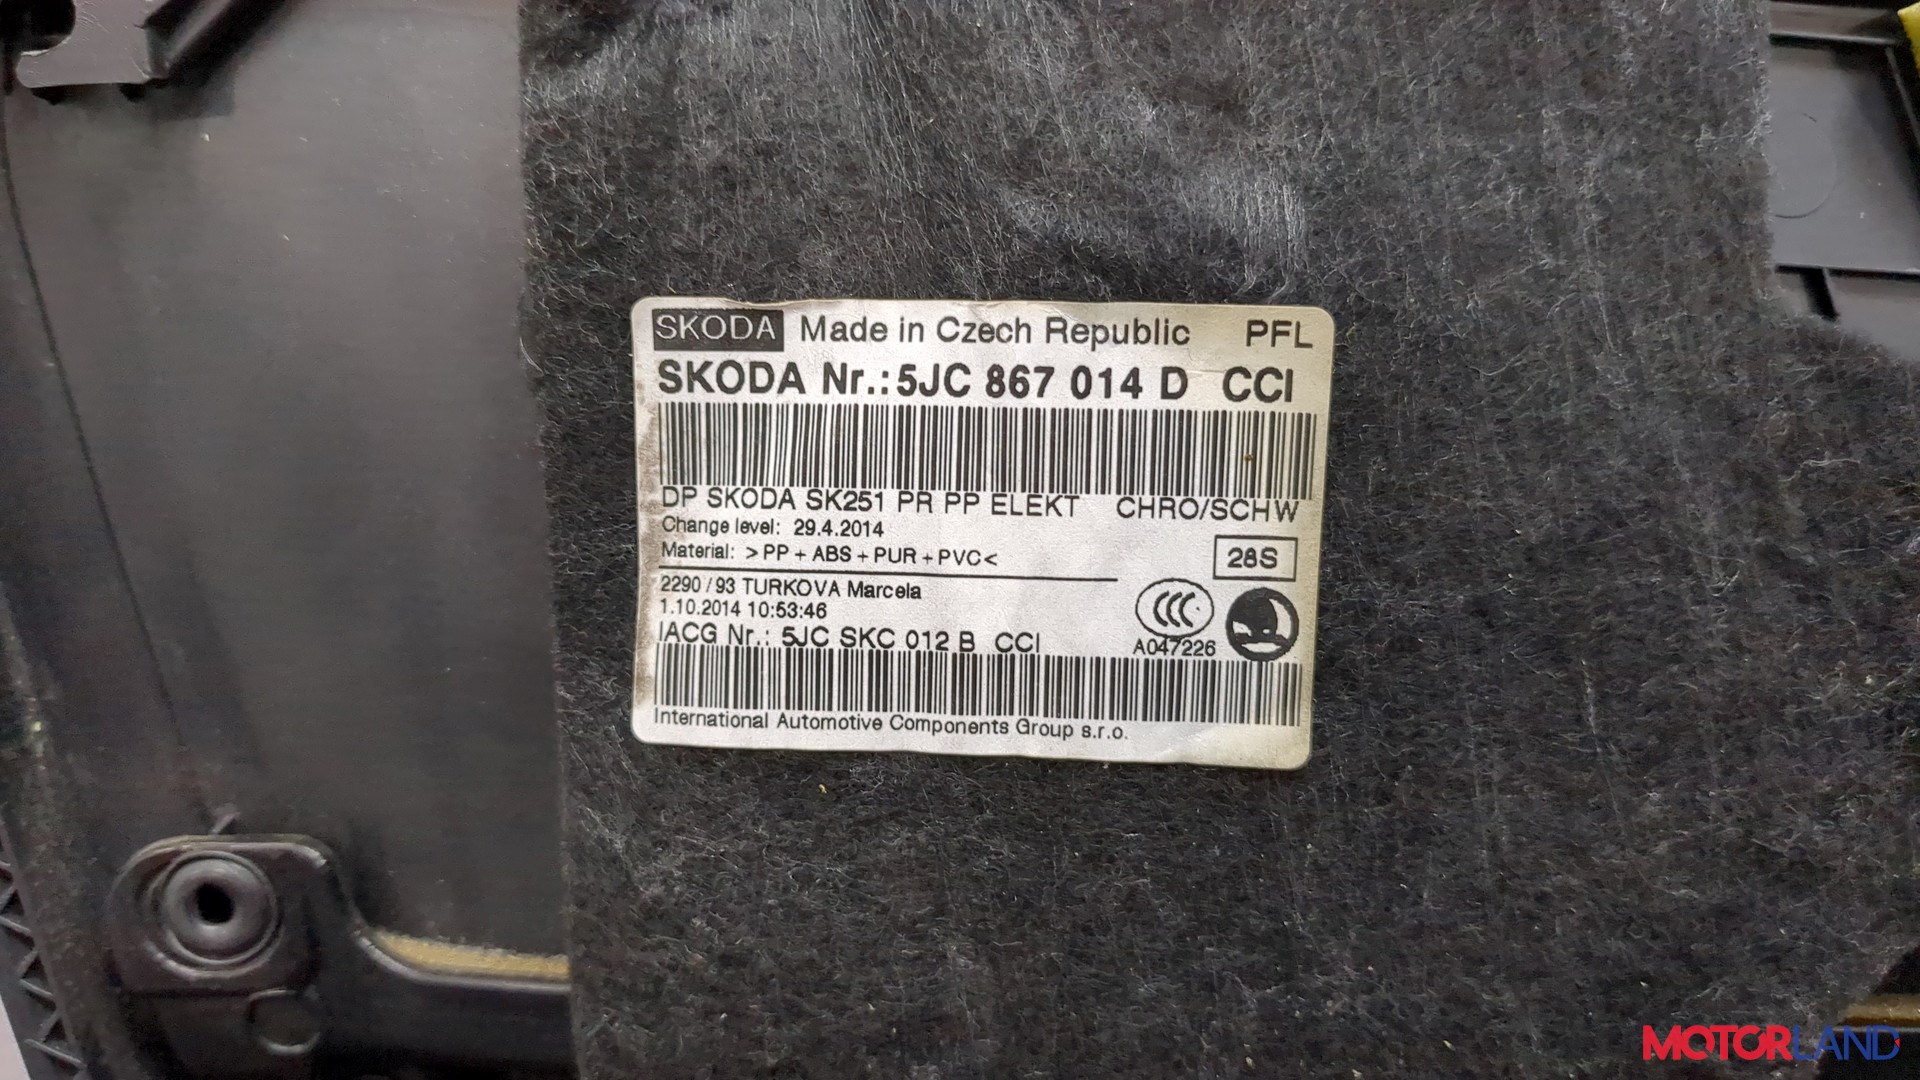 SKODA Made in Czech Republic PFL
SKODA Nr.: 5JC 867 014 D CCI
DP SKODA SK251 PR PP ELEKT CHRO/SCHW
Change level: 29.4.2014
Material: >PP + ABS + PUR + PVC<
28S
2290 / 93 TURKOVA Marcela
1.10.2014 10:53:46
CCC
IACG Nr.: 5JC SKC 012 B CCI
A047226
International Automotive Components Group s.r.o.
MOTORLAND